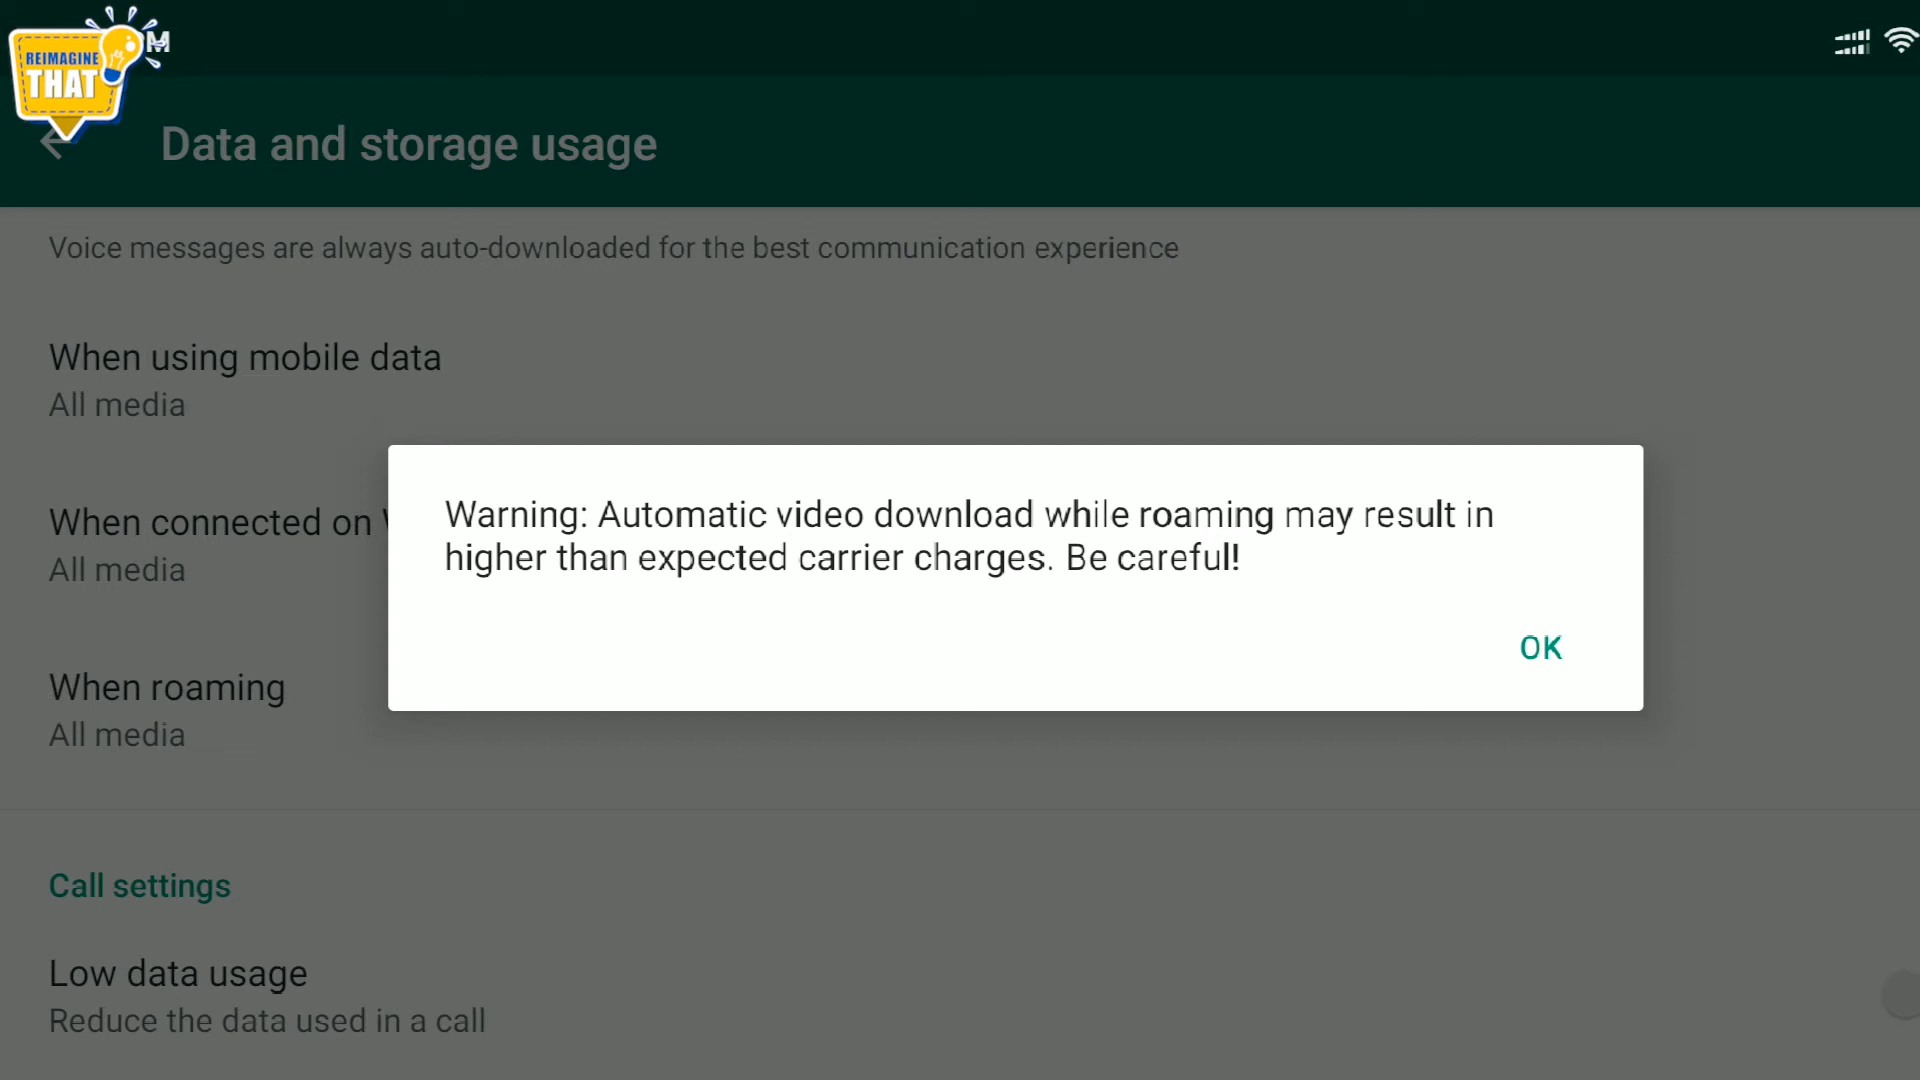 REIMAGINE
THAT
M
Data and storage usage
Voice messages are always auto-downloaded for the best communication experience
When using mobile data
All media
When connected on
All media
Warning: Automatic video download while roaming may result in
higher than expected carrier charges. Be careful!
OK
When roaming
All media
Call settings
Low data usage
Reduce the data used in a call